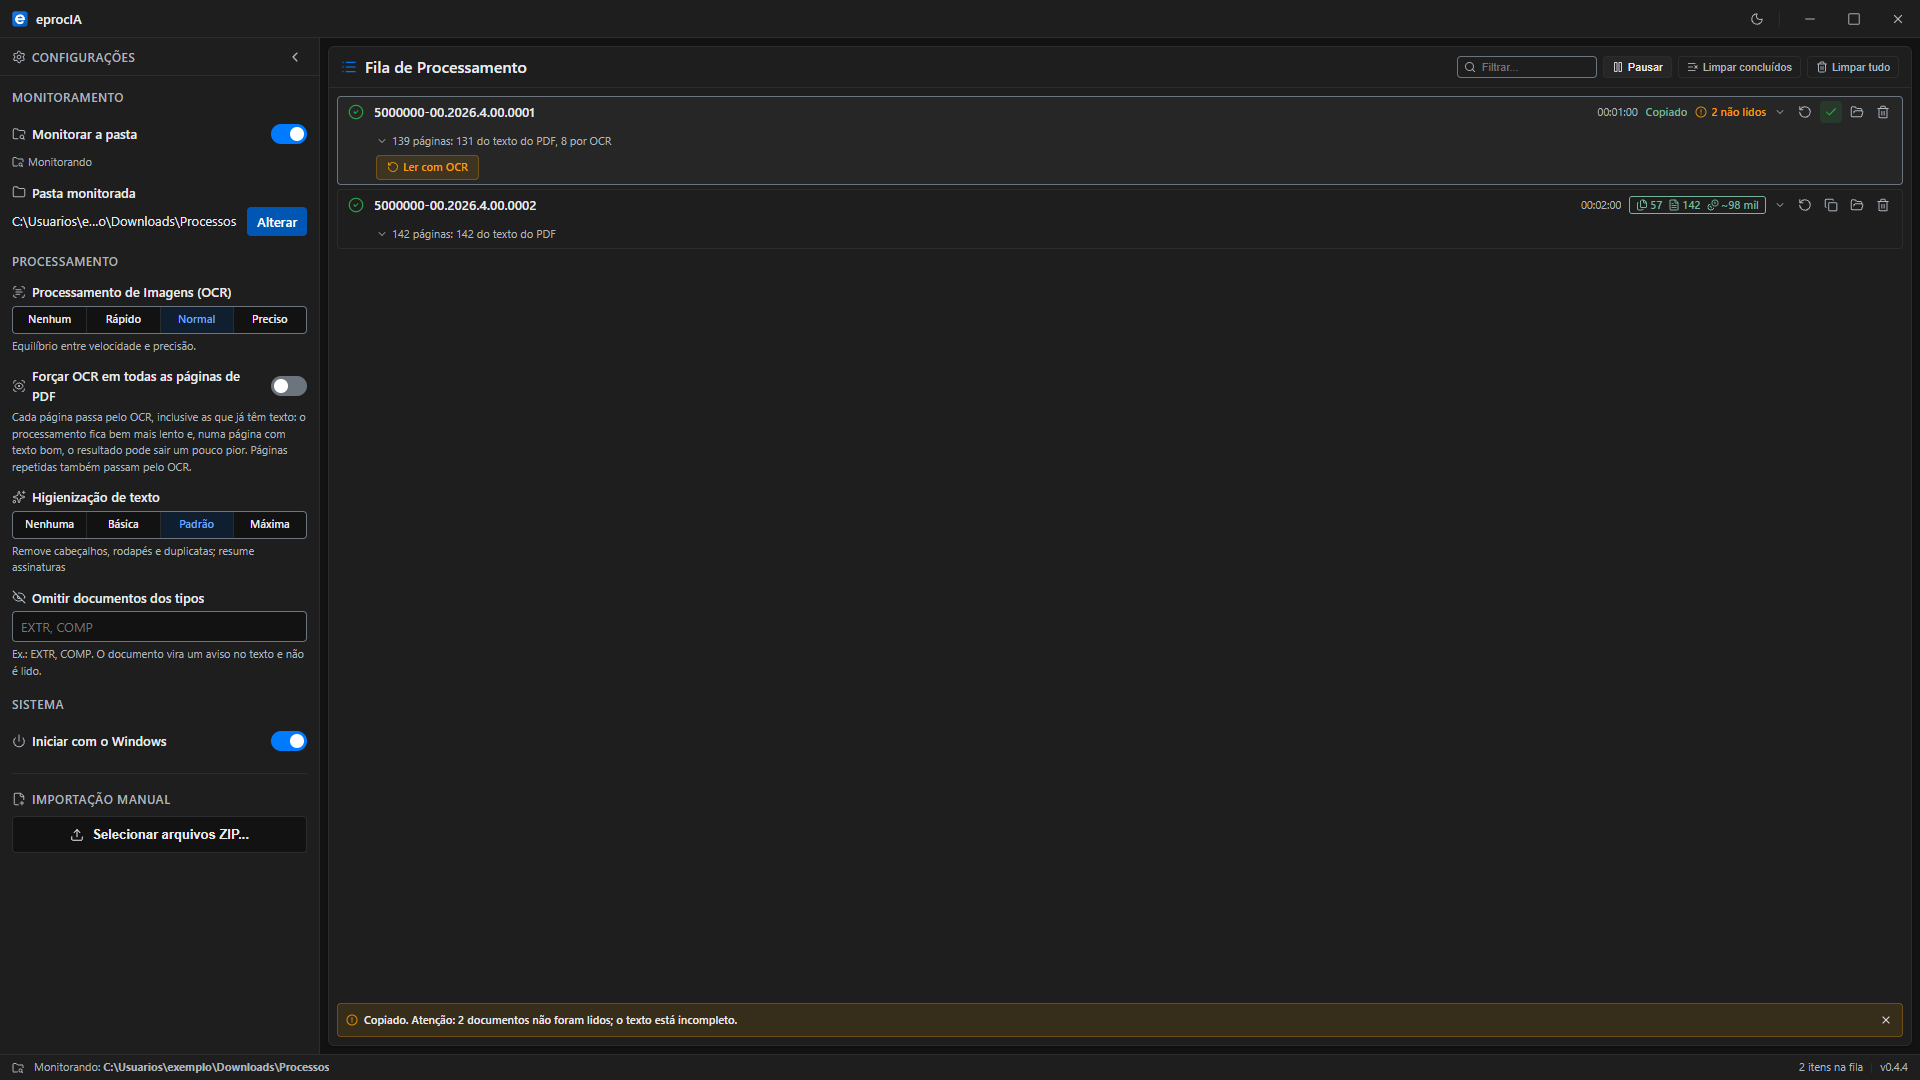 eprocIA
CONFIGURAÇÕES
MONITORAMENTO
Monitorar a pasta
Monitorando
Pasta monitorada
C:\Usuarios\e...o\Downloads\Processos
Alterar
PROCESSAMENTO
Processamento de Imagens (OCR)
Nenhum Rápido Normal Preciso
Equilíbrio entre velocidade e precisão.
Forçar OCR em todas as páginas de
PDF
Cada página passa pelo OCR, inclusive as que já têm texto: o
processamento fica bem mais lento e, numa página com
texto bom, o resultado pode sair um pouco pior. Páginas
repetidas também passam pelo OCR.
Higienização de texto
Nenhuma Básica Padrão Máxima
Remove cabeçalhos, rodapés e duplicatas; resume
assinaturas
Omitir documentos dos tipos
EXTR, COMP
Ex.: EXTR, COMP. O documento vira um aviso no texto e não
é lido.
SISTEMA
Iniciar com o Windows
IMPORTAÇÃO MANUAL
Selecionar arquivos ZIP...
Fila de Processamento
Filtrar...
Pausar
Limpar concluídos
Limpar tudo
5000000-00.2026.4.00.0001
00:01:00 Copiado 2 não lidos
139 páginas: 131 do texto do PDF, 8 por OCR
Ler com OCR
5000000-00.2026.4.00.0002
00:02:00 57 142 ~98 mil
142 páginas: 142 do texto do PDF
Copiado. Atenção: 2 documentos não foram lidos; o texto está incompleto.
Monitorando: C:\Usuarios\exemplo\Downloads\Processos
2 itens na fila v0.4.4